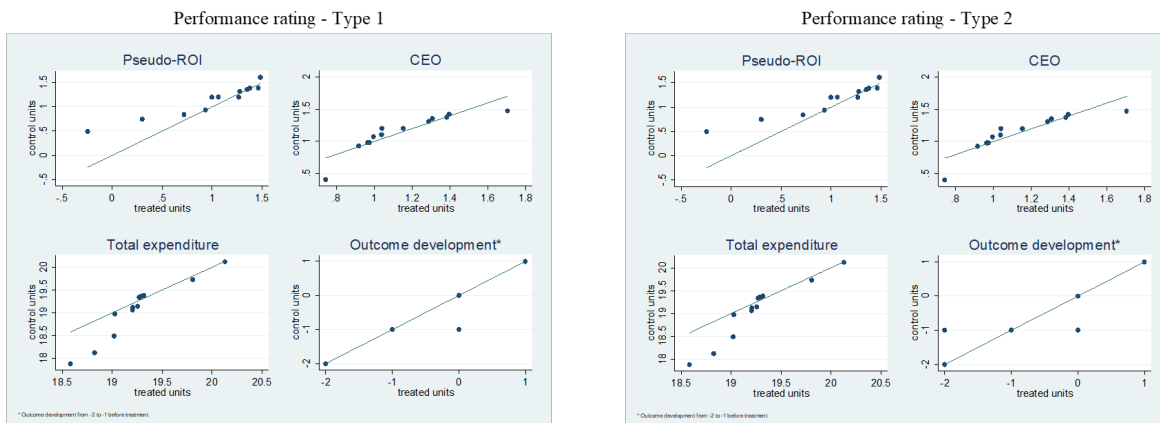 Performance rating - Type 1
Pseudo-ROI
control units
-.5 0 .5 1 1.5
-.5 0 .5 1 1.5
treated units
CEO
control units
.5 1 1.5 2
.8 1 1.2 1.4 1.6 1.8
treated units
Total expenditure
control units
18 18.5 19 19.5 20
18.5 19 19.5 20 20.5
treated units
Outcome development*
control units
-2 -1 0 1
-2 -1 0 1
treated units
* Outcome development from -2 to -1 before treatment
Performance rating - Type 2
Pseudo-ROI
control units
-.5 0 .5 1 1.5
-.5 0 .5 1 1.5
treated units
CEO
control units
.5 1 1.5 2
.8 1 1.2 1.4 1.6 1.8
treated units
Total expenditure
control units
18 18.5 19 19.5 20
18.5 19 19.5 20 20.5
treated units
Outcome development*
control units
-2 -1 0 1
-2 -1 0 1
treated units
* Outcome development from -2 to -1 before treatment